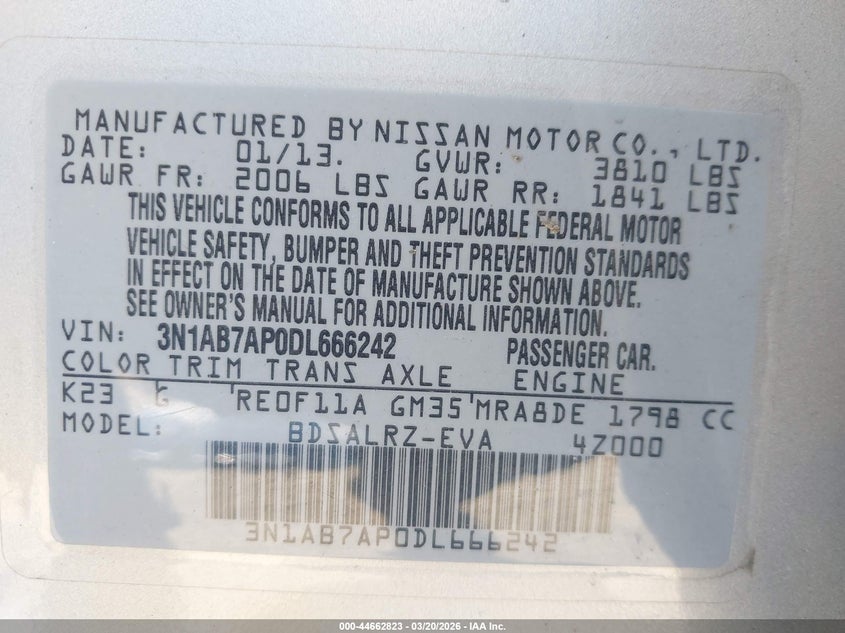 MANUFACTURED BY NISSAN MOTOR CO., LTD.
DATE: 01/13. GVWR: 3810 LBS
GAWR FR: 2006 LBS GAWR RR: 1841 LBS
THIS VEHICLE CONFORMS TO ALL APPLICABLE FEDERAL MOTOR
VEHICLE SAFETY, BUMPER AND THEFT PREVENTION STANDARDS
IN EFFECT ON THE DATE OF MANUFACTURE SHOWN ABOVE.
SEE OWNER'S MANUAL FOR ADDITIONAL INFORMATION.
VIN: 3N1AB7AP0DL666242 PASSENGER CAR.
COLOR TRIM TRANS AXLE ENGINE
K23 G RE0F11A GM35 MRA8DE 1798 CC
MODEL: BDSALRZ-EVA 4Z000
3N1AB7AP0DL666242
000-44662823 - 03/20/2026 - IAA Inc.